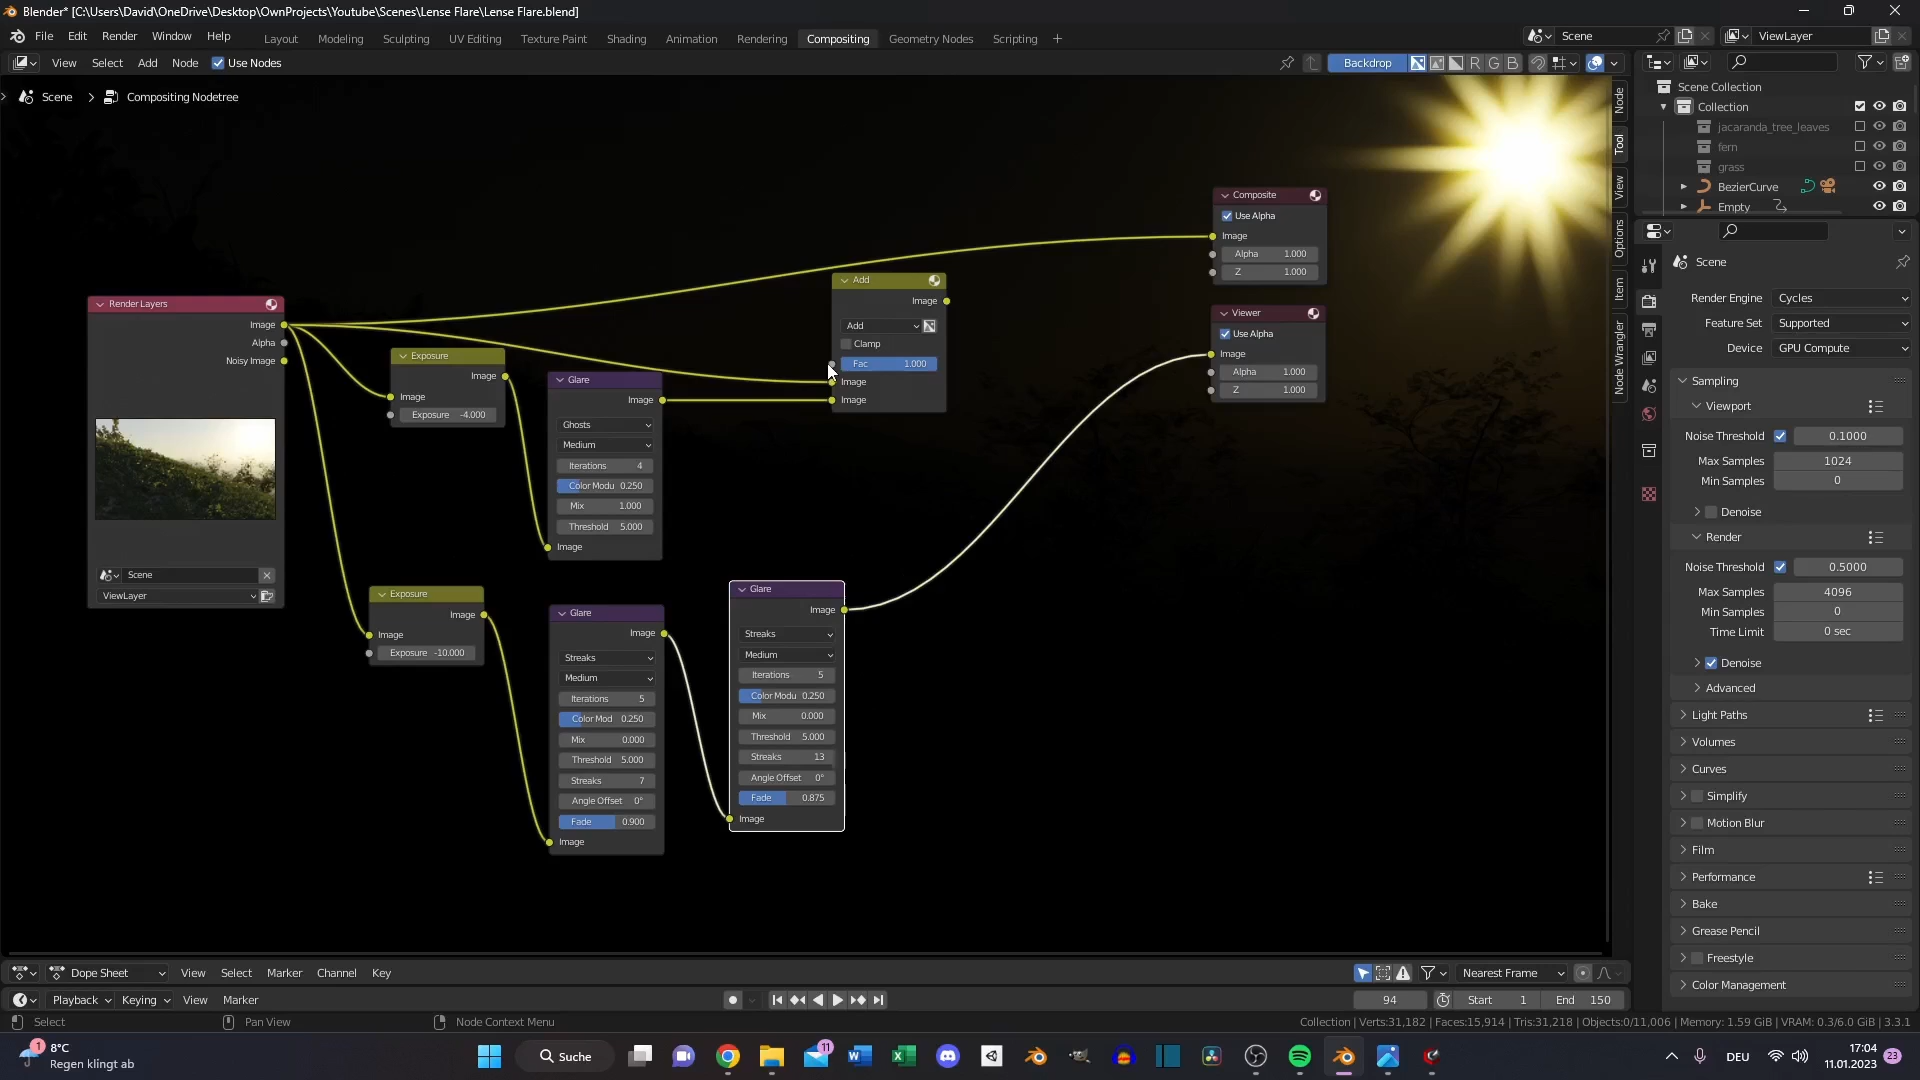 Blender* [C:\Users\David\OneDrive\Desktop\OwnProjects\Youtube\Scenes\Lense Flare\Lense Flare.blend]
File Edit Render Window Help Layout Modeling Sculpting UV Editing Texture Paint Shading Animation Rendering Compositing Geometry Nodes Scripting + Scene ViewLayer
View Select Add Node Use Nodes Backdrop R G B
Scene > Compositing Nodetree
Node
Tool
View
Options
Item
Node Wrangler
Render Layers
Image
Alpha
Noisy Image
Scene
ViewLayer
Exposure
Image
Image
Exposure -4.000
Glare
Image
Ghosts
Medium
Iterations 4
Color Modu 0.250
Mix 1.000
Threshold 5.000
Image
Add
Image
Add
Clamp
Fac 1.000
Image
Image
Composite
Use Alpha
Image
Alpha 1.000
Z 1.000
Viewer
Use Alpha
Image
Alpha 1.000
Z 1.000
Exposure
Image
Image
Exposure -10.000
Glare
Image
Streaks
Medium
Iterations 5
Color Mod 0.250
Mix 0.000
Threshold 5.000
Streaks 7
Angle Offset 0°
Fade 0.900
Image
Glare
Image
Streaks
Medium
Iterations 5
Color Modu 0.250
Mix 0.000
Threshold 5.000
Streaks 13
Angle Offset 0°
Fade 0.875
Image
Scene Collection
Collection
jacaranda_tree_leaves
fern
grass
BezierCurve
Empty
Scene
Render Engine Cycles
Feature Set Supported
Device GPU Compute
Sampling
Viewport
Noise Threshold 0.1000
Max Samples 1024
Min Samples 0
Denoise
Render
Noise Threshold 0.5000
Max Samples 4096
Min Samples 0
Time Limit 0 sec
Denoise
Advanced
Light Paths
Volumes
Curves
Simplify
Motion Blur
Film
Performance
Bake
Grease Pencil
Freestyle
Color Management
Dope Sheet View Select Marker Channel Key Nearest Frame
Playback Keying View Marker 94 Start 1 End 150
Select Pan View Node Context Menu Collection | Verts:31,182 | Faces:15,914 | Tris:31,218 | Objects:0/11,006 | Memory: 1.59 GiB | VRAM: 0.3/6.0 GiB | 3.3.1
1
8°C
Regen klingt ab
Suche
11
DEU
17:04
11.01.2023
23